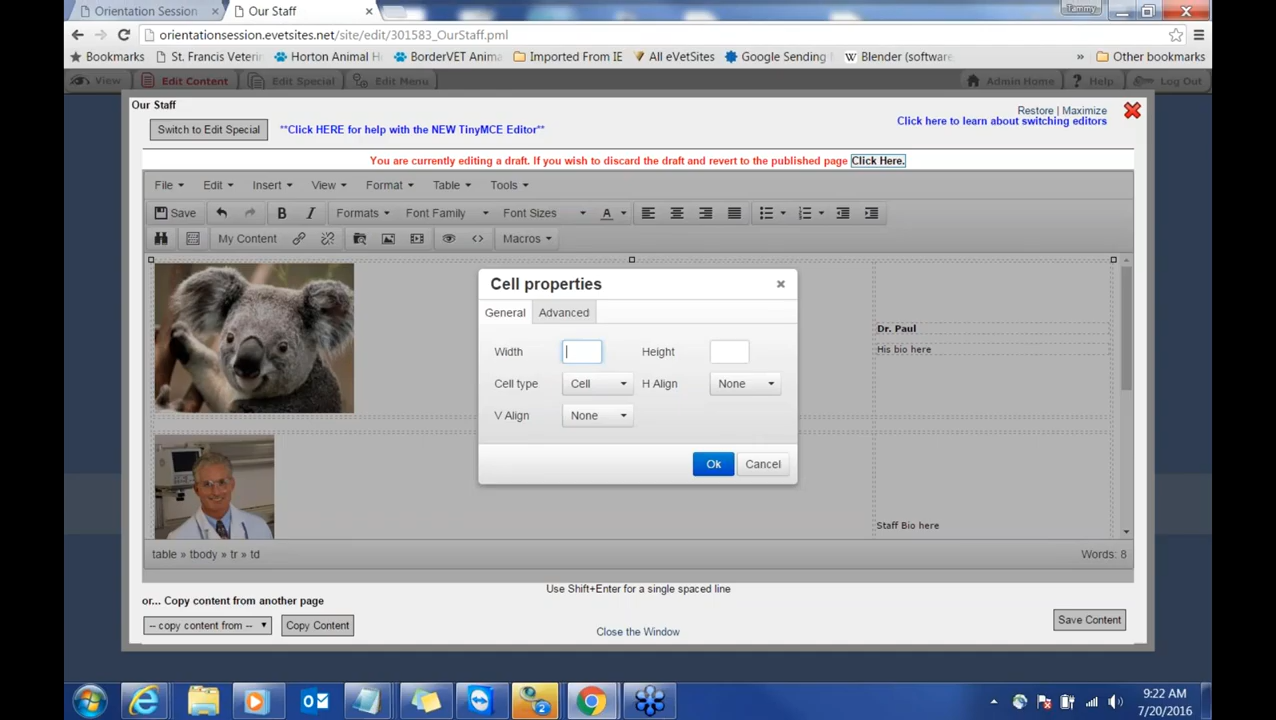 Orientation Session × Our Staff × Tammy
orientationsession.evetsites.net/site/edit/301583_OurStaff.pml
Bookmarks St. Francis Veterin Horton Animal H BorderVET Anima Imported From IE All eVetSites Google Sending W Blender (software » Other bookmarks
View Edit Content Edit Special Edit Menu Admin Home Help Log Out
Our Staff
Restore | Maximize
Switch to Edit Special **Click HERE for help with the NEW TinyMCE Editor** Click here to learn about switching editors
You are currently editing a draft. If you wish to discard the draft and revert to the published page Click Here.
File Edit Insert View Format Table Tools
Save B I Formats Font Family Font Sizes A
My Content Macros
Cell properties ×
General Advanced
Width Height
Cell type Cell H Align None
V Align None
Ok Cancel
Dr. Paul
His bio here
Staff Bio here
table » tbody » tr » td Words: 8
Use Shift+Enter for a single spaced line
or... Copy content from another page
-- copy content from -- Copy Content Save Content
Close the Window
2
9:22 AM
7/20/2016